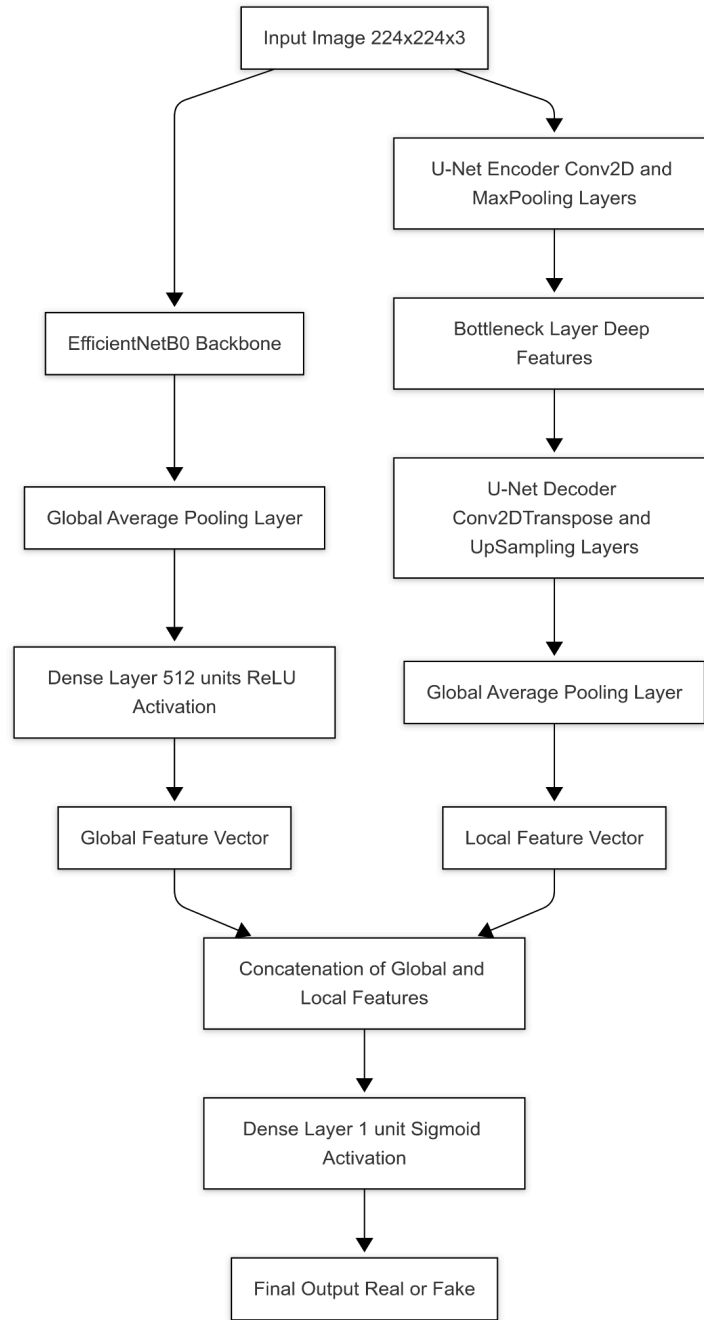 Input Image 224x224x3
U-Net Encoder Conv2D and
MaxPooling Layers
EfficientNetB0 Backbone
Bottleneck Layer Deep
Features
Global Average Pooling Layer
U-Net Decoder
Conv2DTranspose and
UpSampling Layers
Dense Layer 512 units ReLU
Activation
Global Average Pooling Layer
Global Feature Vector
Local Feature Vector
Concatenation of Global and
Local Features
Dense Layer 1 unit Sigmoid
Activation
Final Output Real or Fake